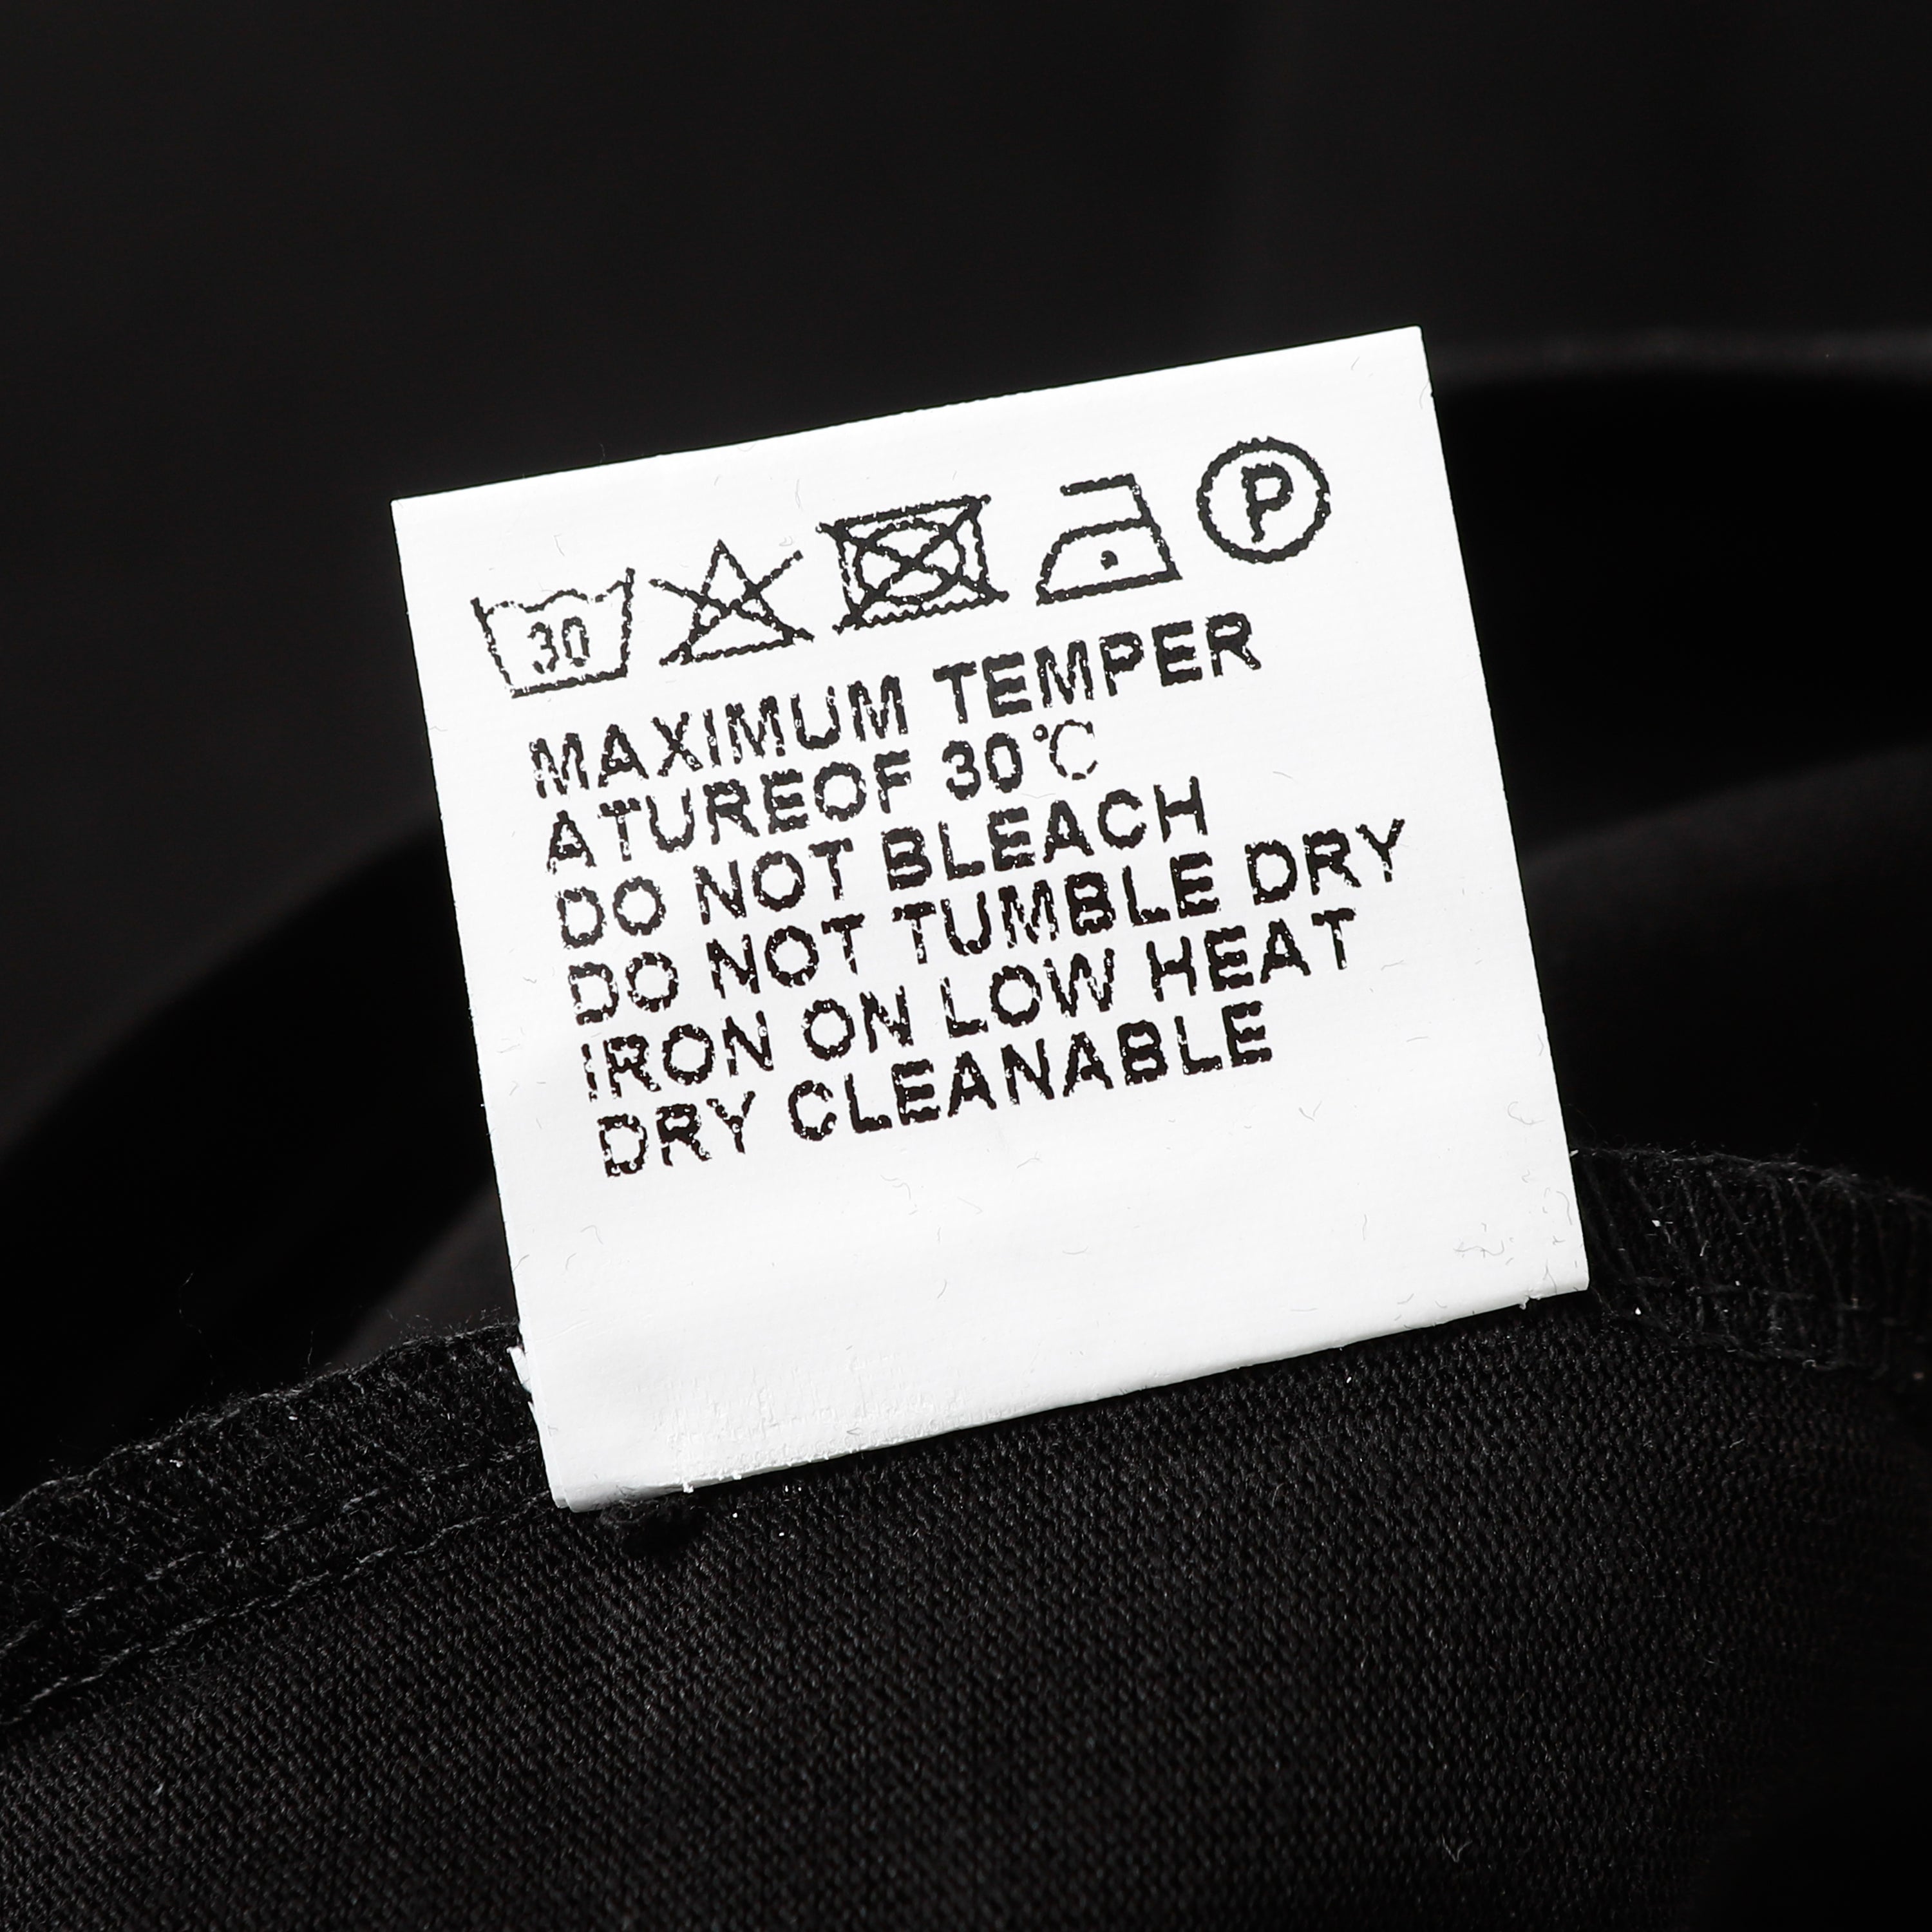 30 P
MAXIMUM TEMPER
ATUREOF 30℃
DO NOT BLEACH
DO NOT TUMBLE DRY
IRON ON LOW HEAT
DRY CLEANABLE